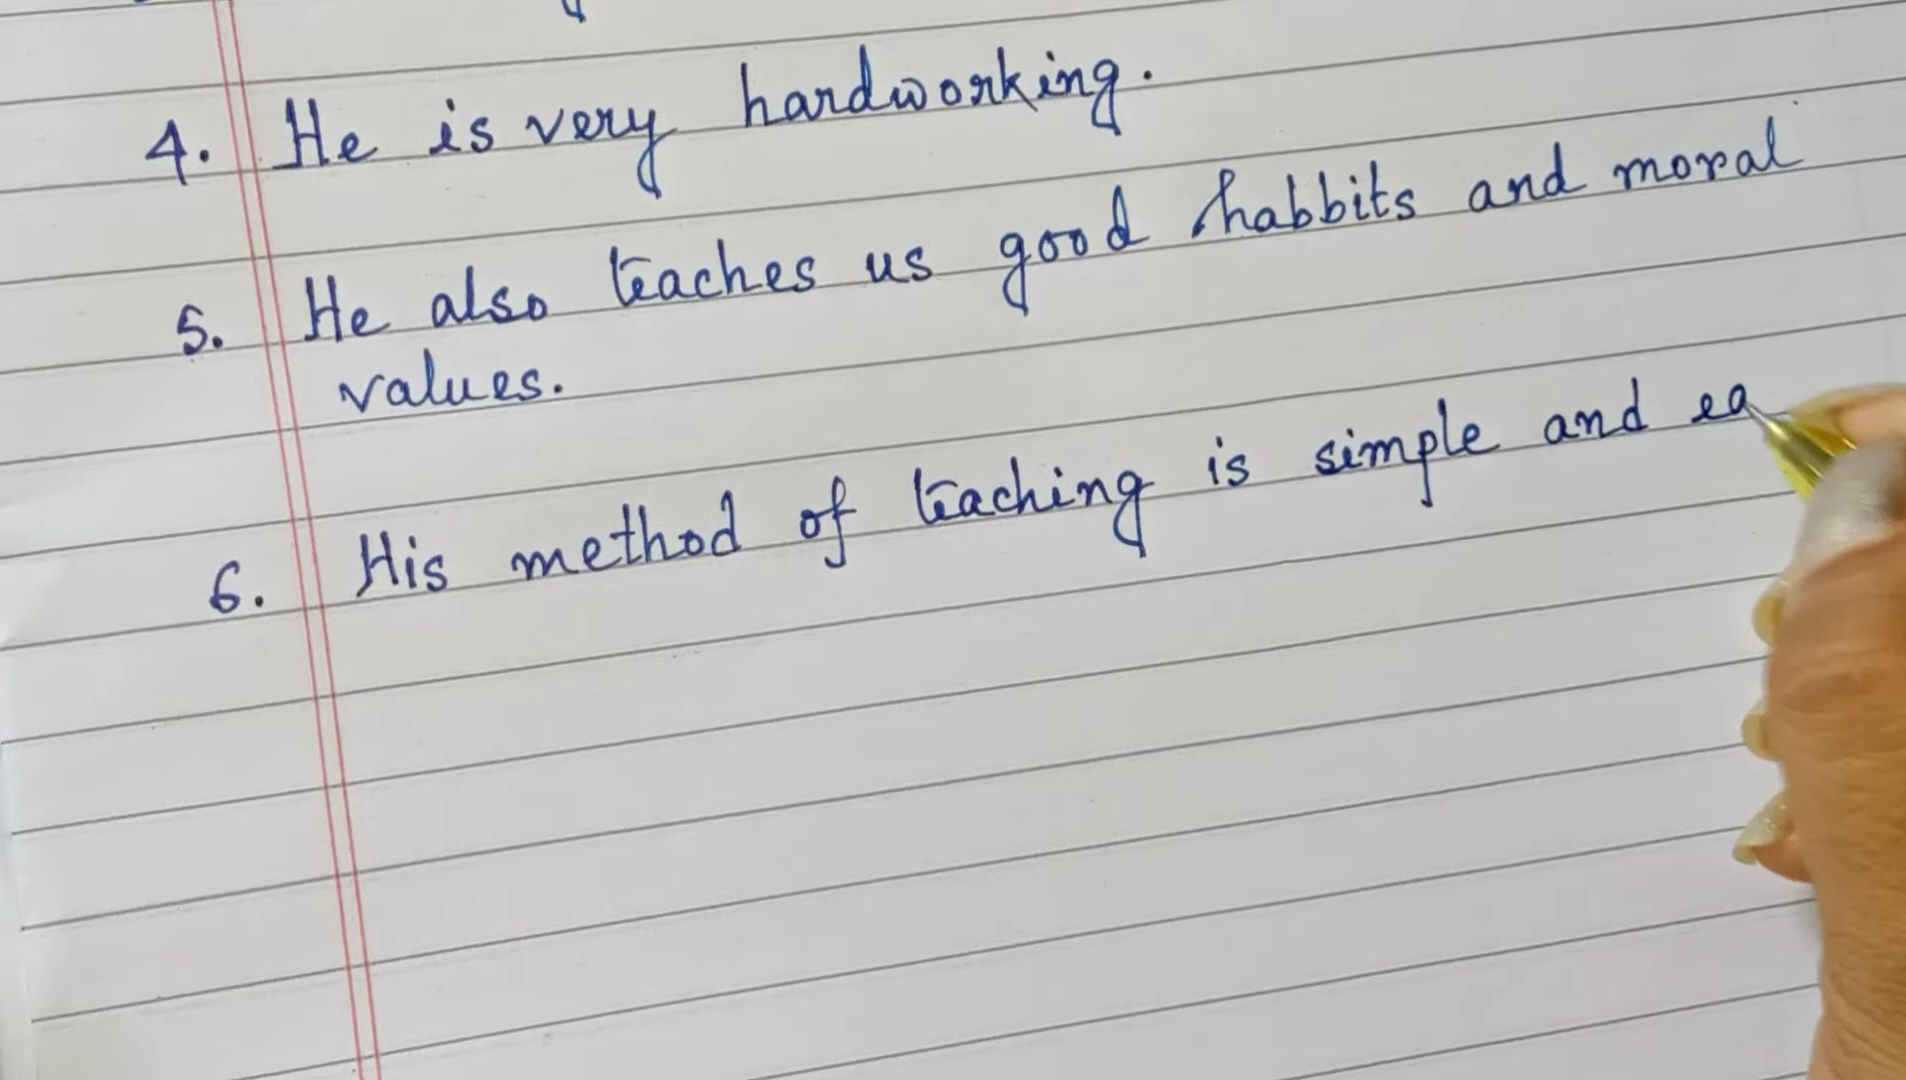 4. He is very hardworking.
5. He also teaches us good habbits and moral
values.
6. His method of teaching is simple and ea